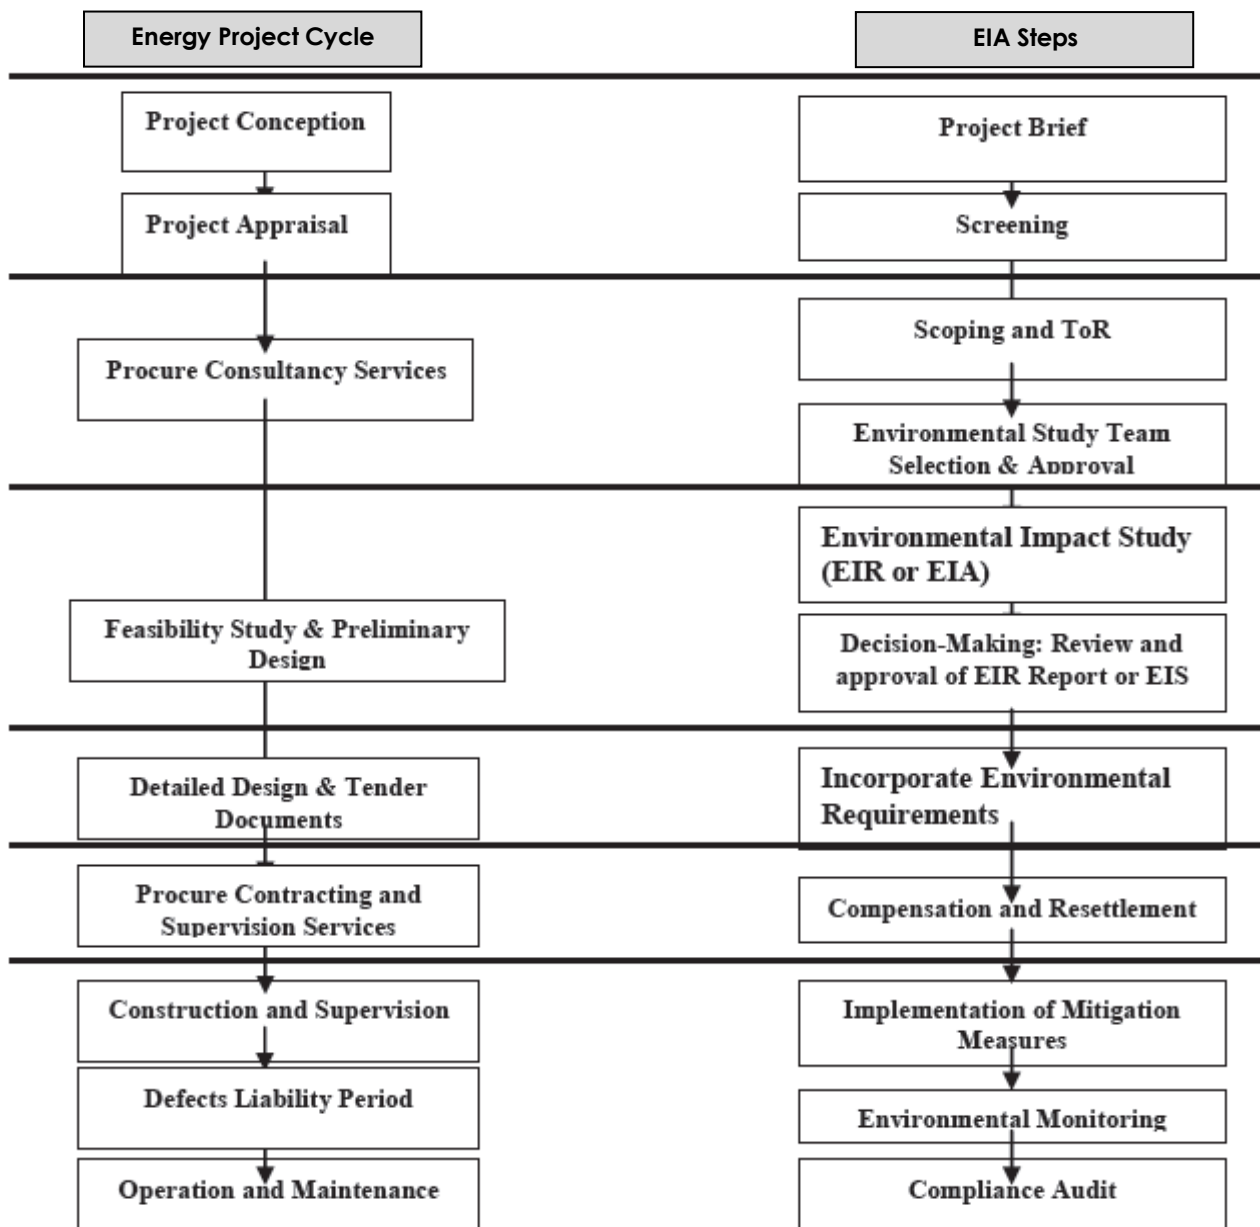 Energy Project Cycle
EIA Steps
Project Conception
Project Brief
Project Appraisal
Screening
Scoping and ToR
Procure Consultancy Services
Environmental Study Team
Selection & Approval
Environmental Impact Study
(EIR or EIA)
Feasibility Study & Preliminary
Design
Decision-Making: Review and
approval of EIR Report or EIS
Detailed Design & Tender
Documents
Incorporate Environmental
Requirements
Procure Contracting and
Supervision Services
Compensation and Resettlement
Construction and Supervision
Implementation of Mitigation
Measures
Defects Liability Period
Environmental Monitoring
Operation and Maintenance
Compliance Audit